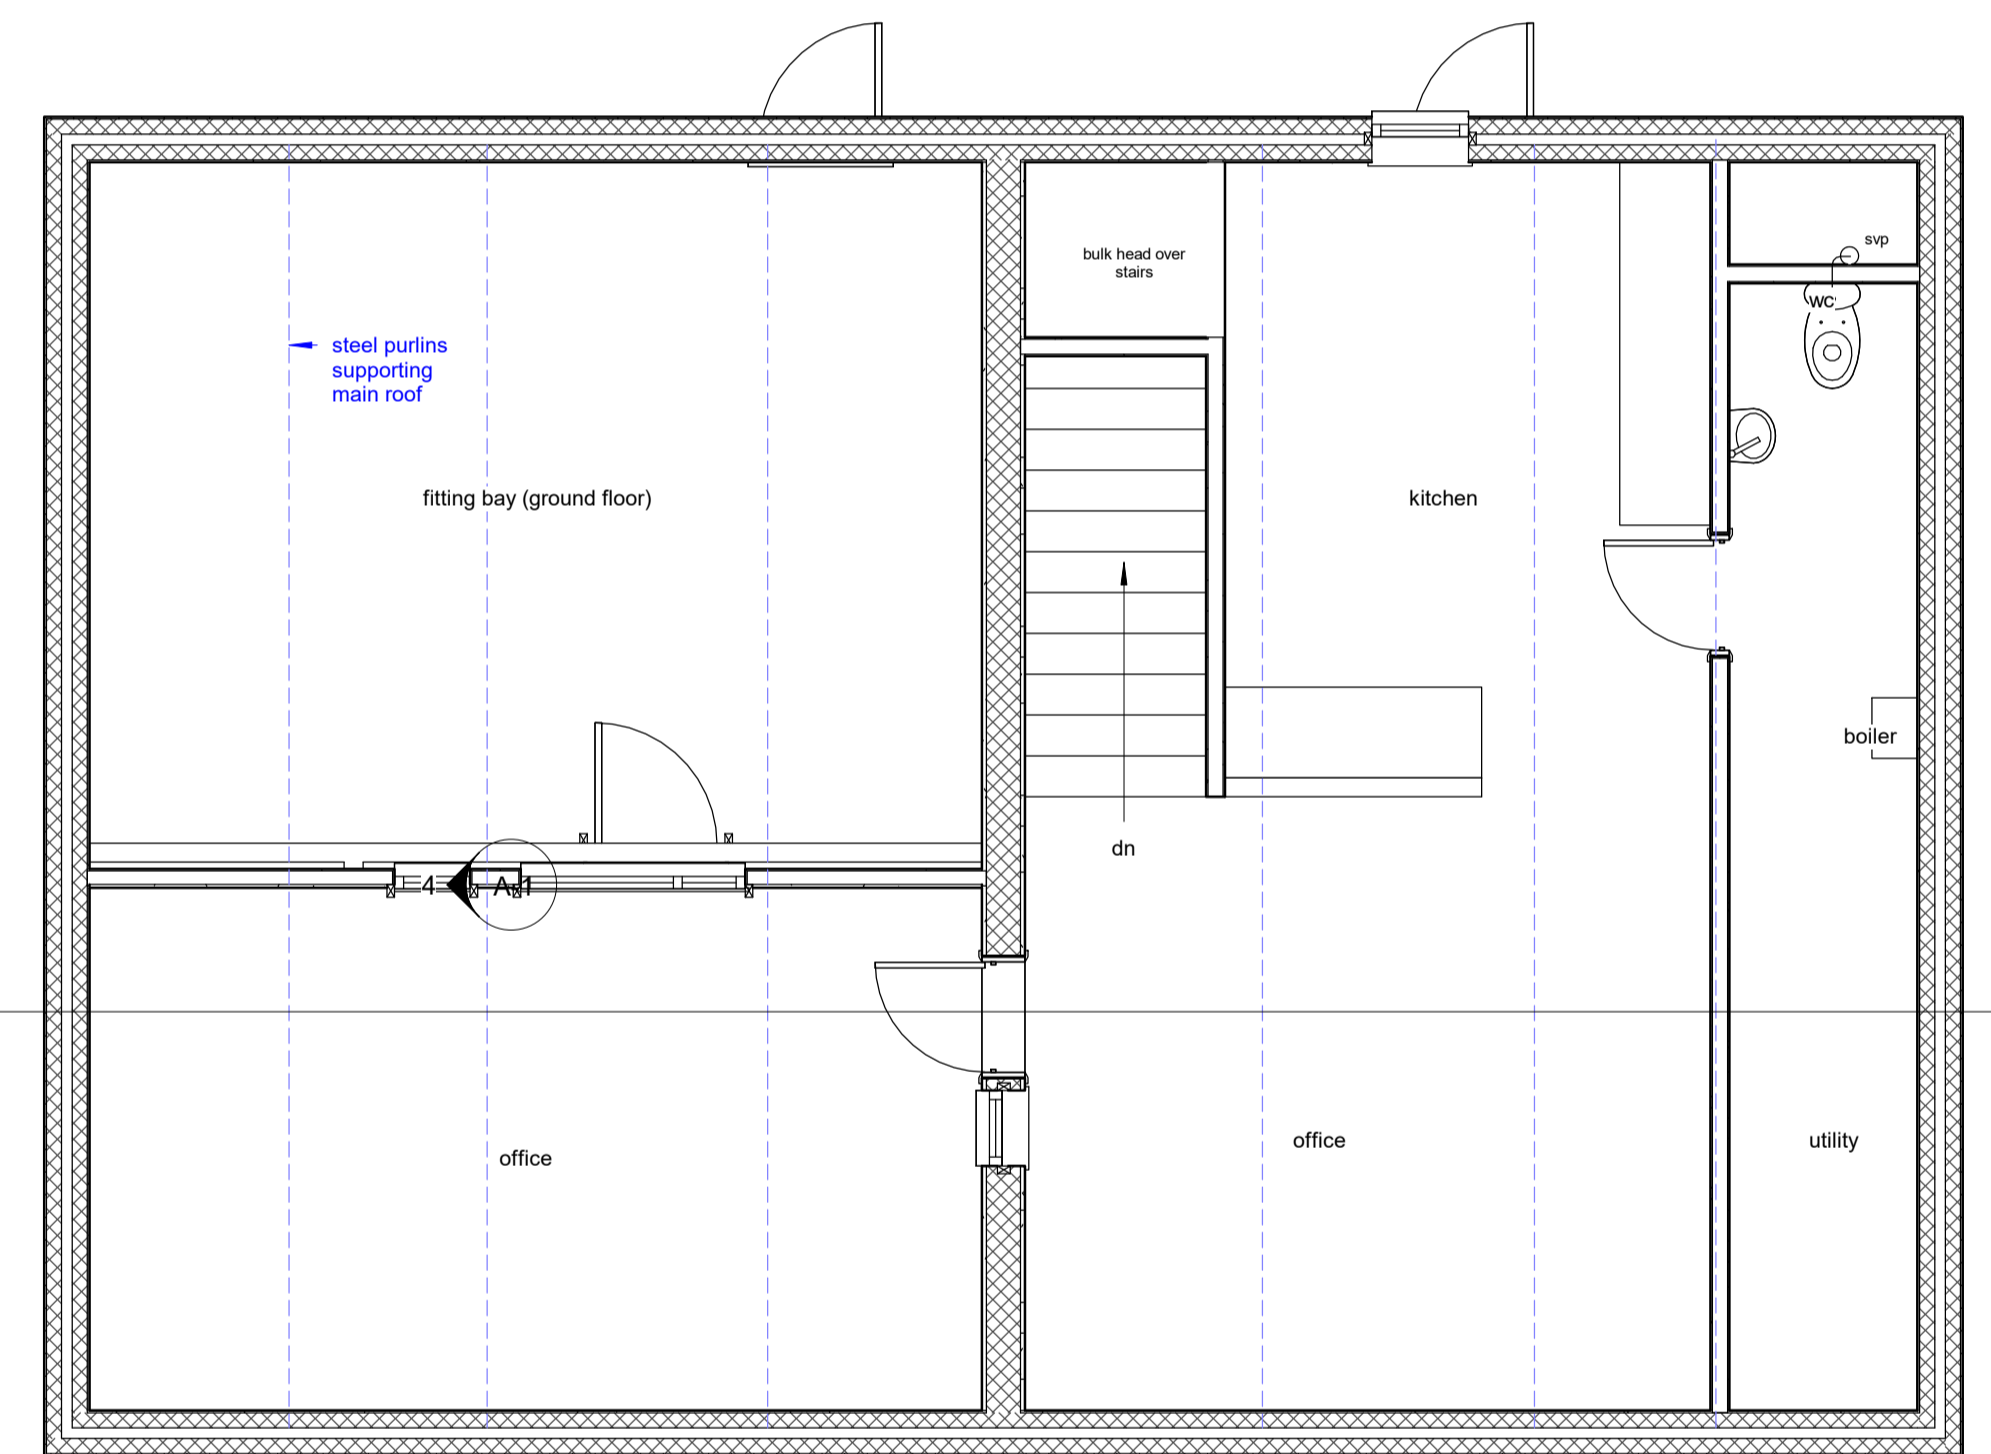 svp
bulk head over
stairs
WC
steel purlins
supporting
main roof
fitting bay (ground floor)
kitchen
boiler
dn
4
office
office
utility